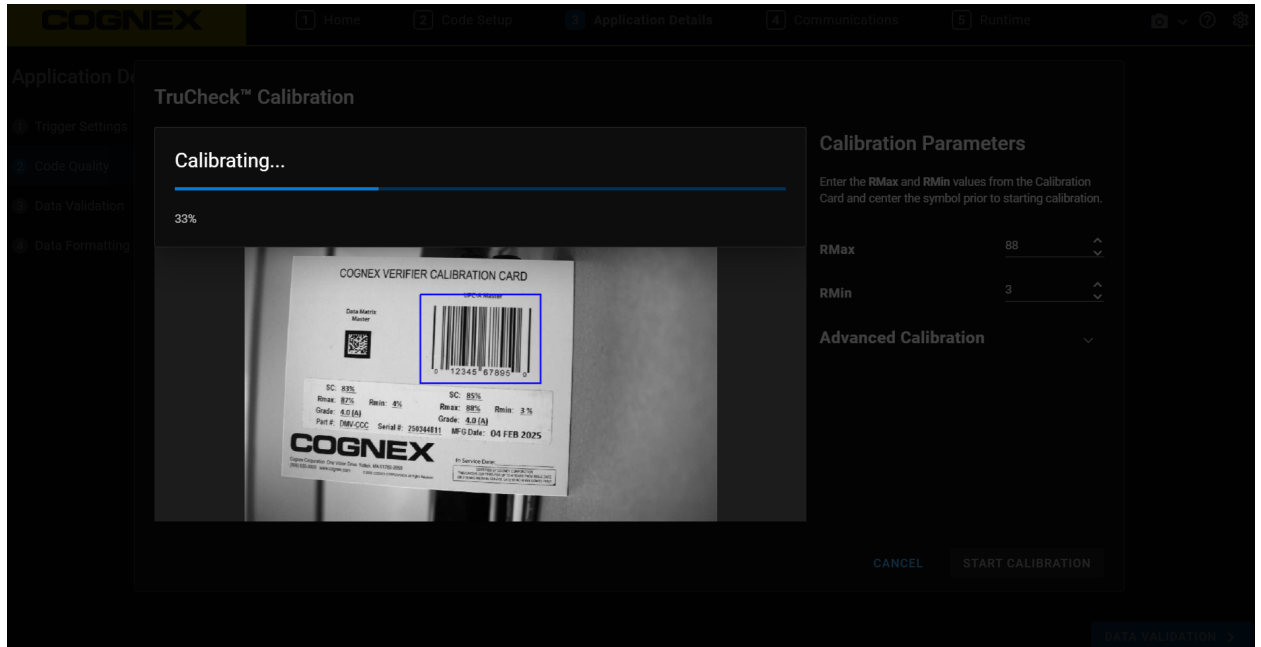 COGNEX
1 Home
2 Code Setup
3 Application Details
4 Communications
5 Runtime
Application De
1 Trigger Settings
2 Code Quality
3 Data Validation
4 Data Formatting
TruCheck™ Calibration
Calibrating...
33%
COGNEX VERIFIER CALIBRATION CARD
Data Matrix
Master
UPC-A Master
0 12345 67895 0
SC: 83%
Rmax: 87% Rmin: 4%
Grade: 4.0 (A)
SC: 85%
Rmax: 88% Rmin: 3 %
Grade: 4.0 (A)
Part #: DMV-CCC Serial #: 250344811 MFG Date: 04 FEB 2025
COGNEX
In Service Date:
Calibration Parameters
Enter the RMax and RMin values from the Calibration
Card and center the symbol prior to starting calibration.
RMax 88
RMin 3
Advanced Calibration
CANCEL
START CALIBRATION
DATA VALIDATION